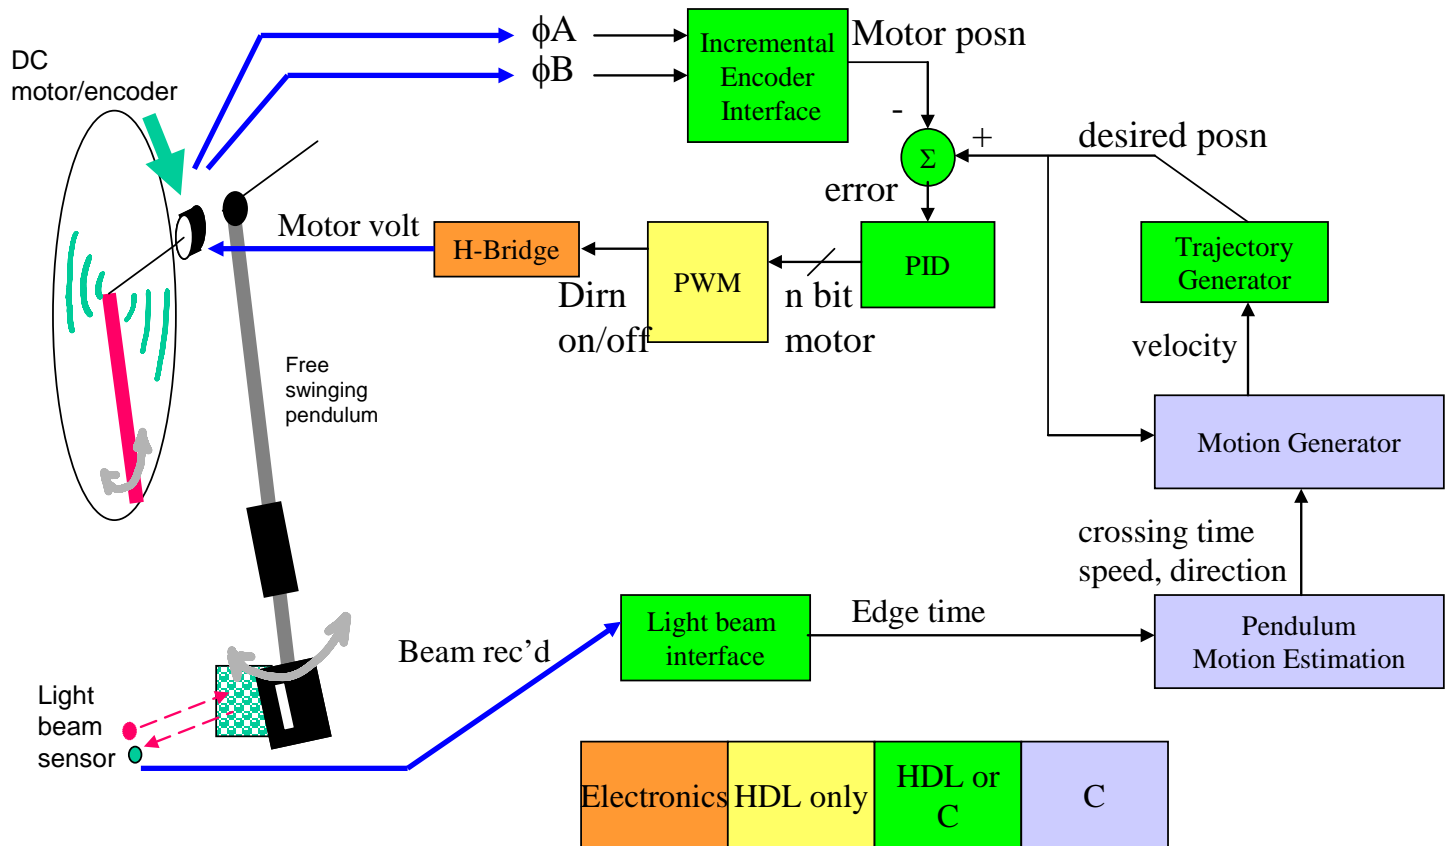 DC
motor/encoder
ϕA
ϕB
Incremental
Encoder
Interface
Motor posn
-
+
Σ
desired posn
error
Motor volt
H-Bridge
Dirn
on/off
PWM
n bit
motor
PID
Trajectory
Generator
velocity
Free
swinging
pendulum
Motion Generator
crossing time
speed, direction
Light beam
interface
Edge time
Pendulum
Motion Estimation
Beam rec’d
Light
beam
sensor
Electronics
HDL only
HDL or
C
C